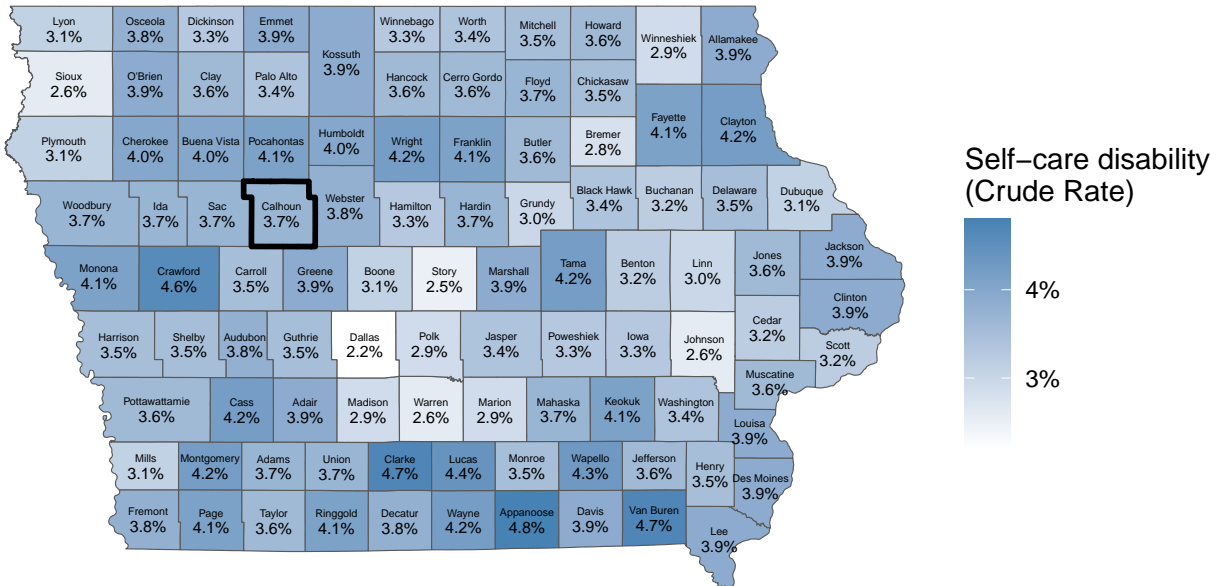 Lyon
3.1%
Osceola
3.8%
Dickinson
3.3%
Emmet
3.9%
Kossuth
3.9%
Winnebago
3.3%
Worth
3.4%
Mitchell
3.5%
Howard
3.6%
Winneshiek
2.9%
Allamakee
3.9%
Sioux
2.6%
O'Brien
3.9%
Clay
3.6%
Palo Alto
3.4%
Hancock
3.6%
Cerro Gordo
3.6%
Floyd
3.7%
Chickasaw
3.5%
Fayette
4.1%
Clayton
4.2%
Plymouth
3.1%
Cherokee
4.0%
Buena Vista
4.0%
Pocahontas
4.1%
Humboldt
4.0%
Wright
4.2%
Franklin
4.1%
Butler
3.6%
Bremer
2.8%
Woodbury
3.7%
Ida
3.7%
Sac
3.7%
Calhoun
3.7%
Webster
3.8%
Hamilton
3.3%
Hardin
3.7%
Grundy
3.0%
Black Hawk
3.4%
Buchanan
3.2%
Delaware
3.5%
Dubuque
3.1%
Monona
4.1%
Crawford
4.6%
Carroll
3.5%
Greene
3.9%
Boone
3.1%
Story
2.5%
Marshall
3.9%
Tama
4.2%
Benton
3.2%
Linn
3.0%
Jones
3.6%
Jackson
3.9%
Clinton
3.9%
Harrison
3.5%
Shelby
3.5%
Audubon
3.8%
Guthrie
3.5%
Dallas
2.2%
Polk
2.9%
Jasper
3.4%
Poweshiek
3.3%
Iowa
3.3%
Johnson
2.6%
Cedar
3.2%
Scott
3.2%
Muscatine
3.6%
Pottawattamie
3.6%
Cass
4.2%
Adair
3.9%
Madison
2.9%
Warren
2.6%
Marion
2.9%
Mahaska
3.7%
Keokuk
4.1%
Washington
3.4%
Louisa
3.9%
Mills
3.1%
Montgomery
4.2%
Adams
3.7%
Union
3.7%
Clarke
4.7%
Lucas
4.4%
Monroe
3.5%
Wapello
4.3%
Jefferson
3.6%
Henry
3.5%
Des Moines
3.9%
Fremont
3.8%
Page
4.1%
Taylor
3.6%
Ringgold
4.1%
Decatur
3.8%
Wayne
4.2%
Appanoose
4.8%
Davis
3.9%
Van Buren
4.7%
Lee
3.9%
Self−care disability
(Crude Rate)
4%
3%